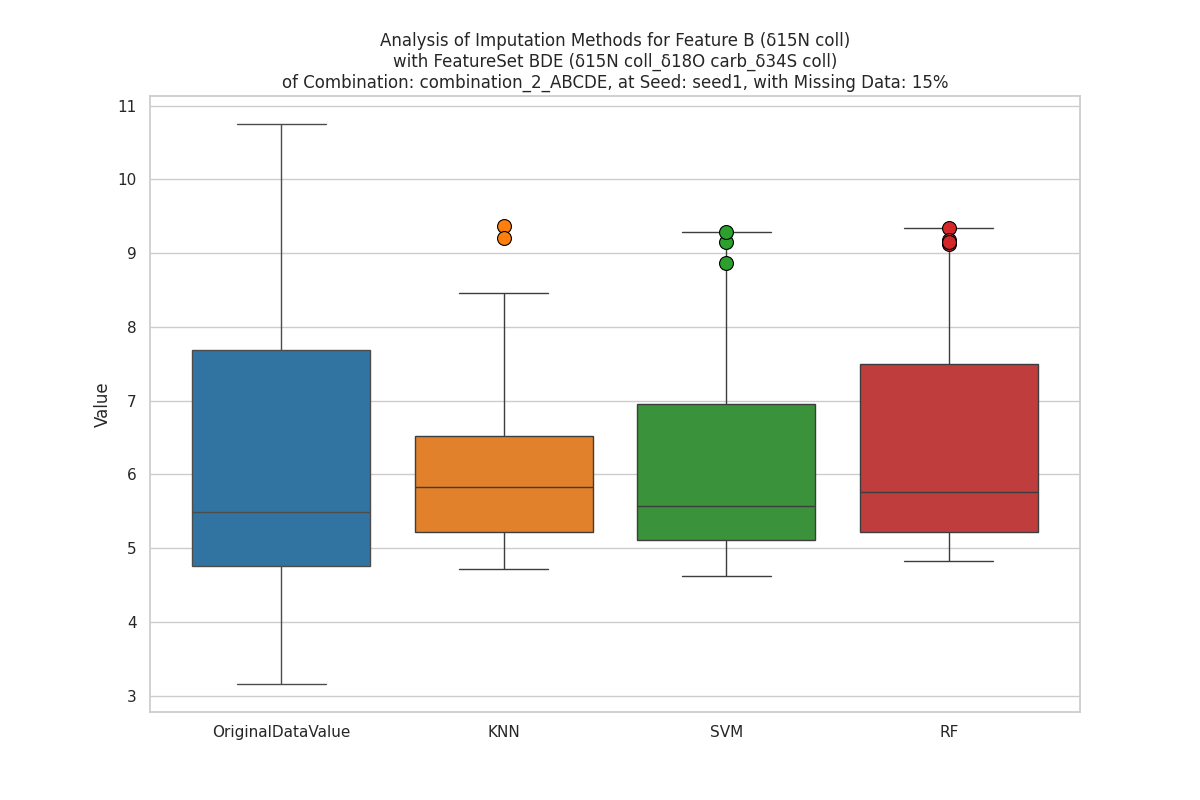 Analysis of Imputation Methods for Feature B (δ15N coll)
with FeatureSet BDE (δ15N coll_δ18O carb_δ34S coll)
of Combination: combination_2_ABCDE, at Seed: seed1, with Missing Data: 15%
11
10
9
8
7
6
5
4
3
Value
OriginalDataValue
KNN
SVM
RF